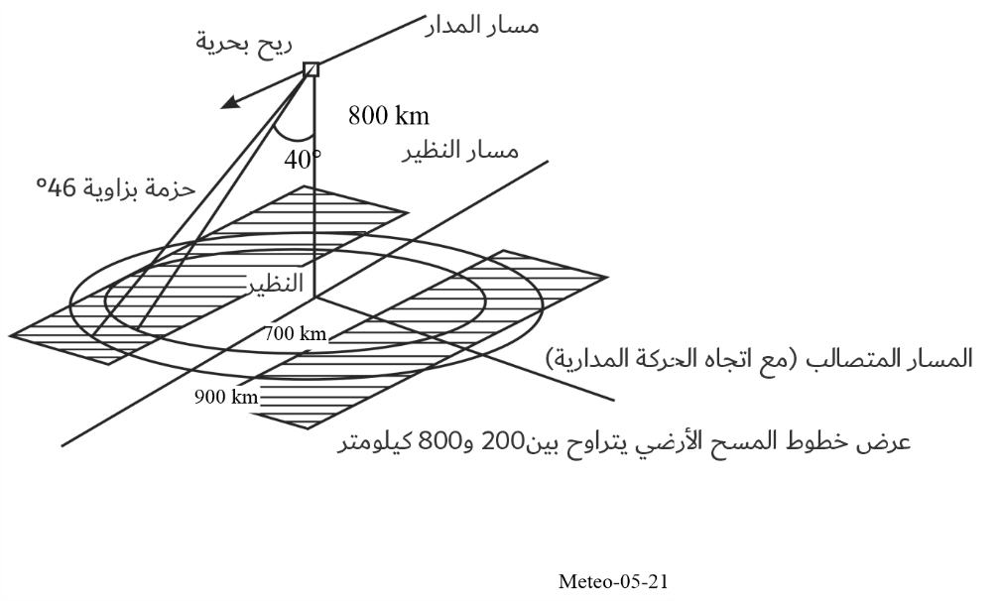 مسار المدار
ريح بحرية
800 km
40°
مسار النظير
حزمة بزاوية 46°
النظير
700 km
المسار المتصالب (مع اتجاه الحركة المدارية)
900 km
عرض خطوط المسح الأرضي يتراوح بين200 و800 كيلومتر
Meteo-05-21